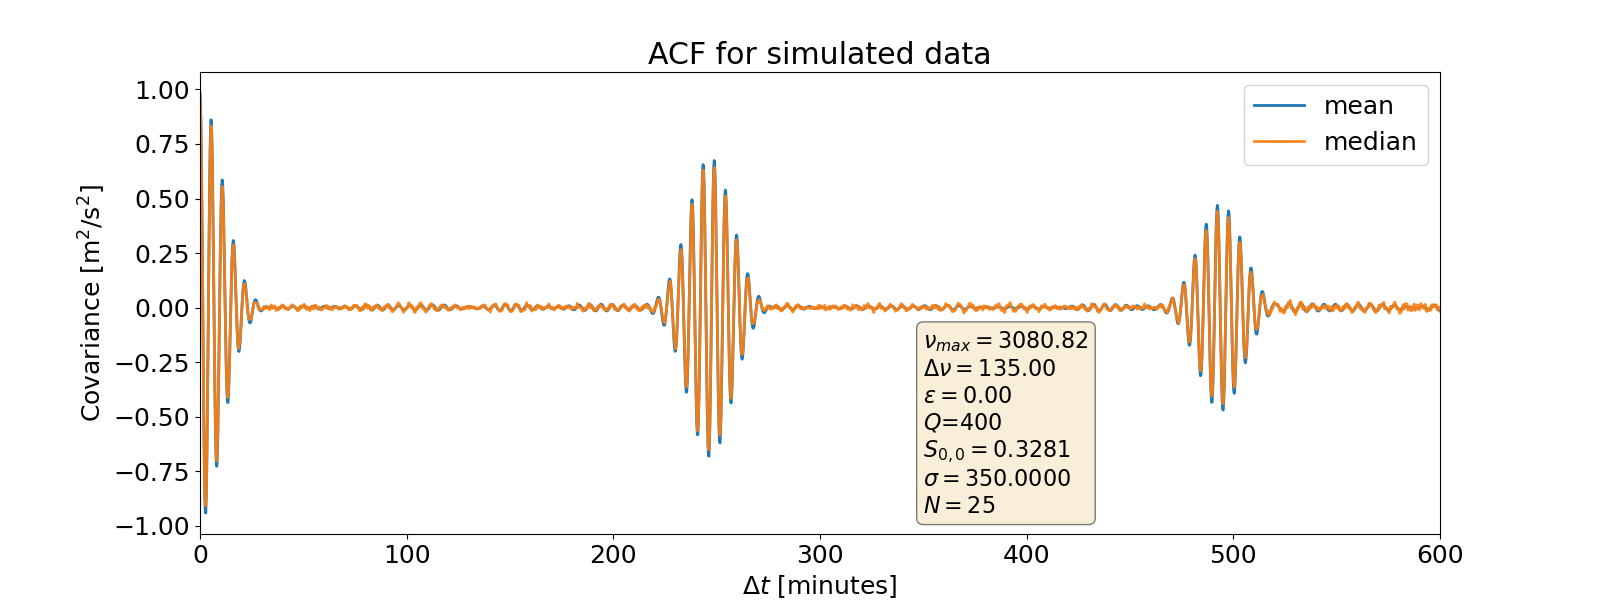 ACF for simulated data
1.00
0.75
0.50
0.25
0.00
−0.25
−0.50
−0.75
−1.00
Covariance [m²/s²]
mean
median
ν_max = 3080.82
Δν = 135.00
ε = 0.00
Q=400
S_0,0 = 0.3281
σ = 350.0000
N = 25
0 100 200 300 400 500 600
Δt [minutes]